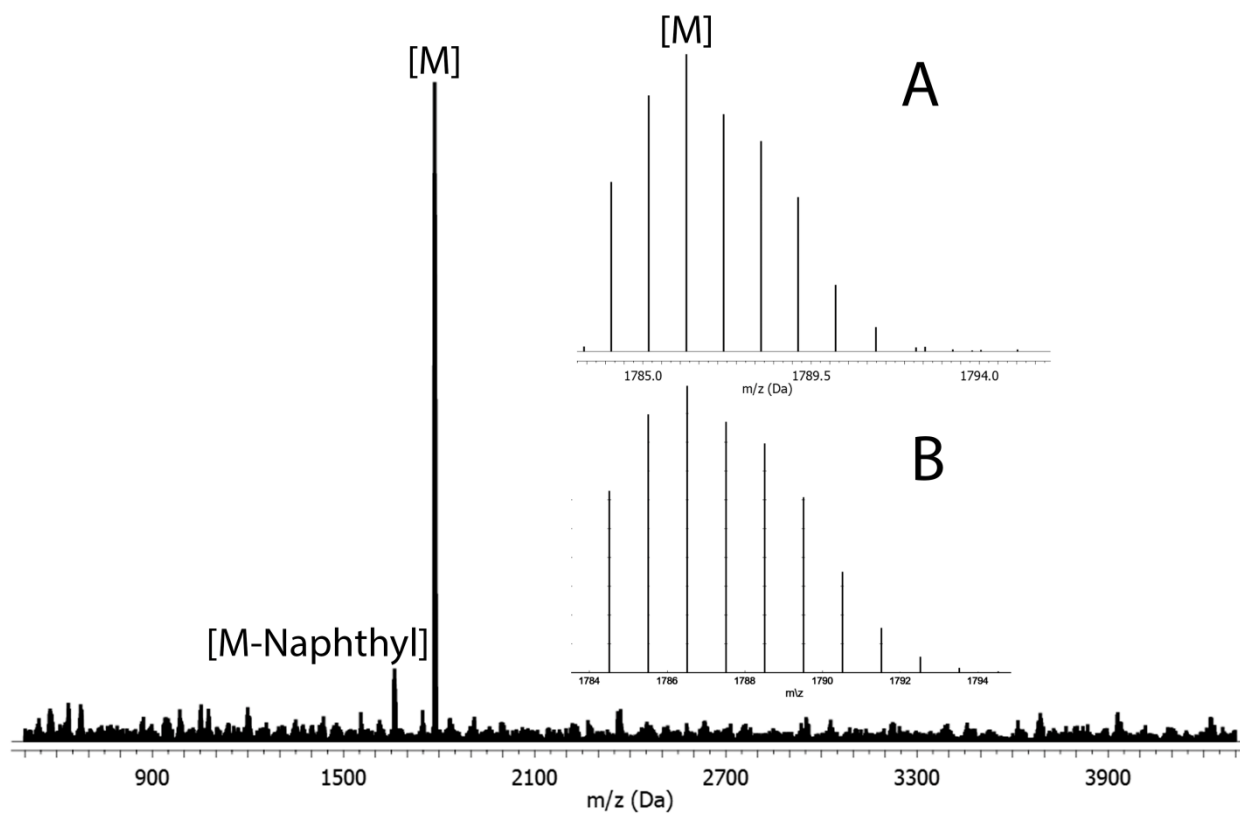 [M]
[M]
A
1785.0 1789.5 1794.0
m/z (Da)
B
1784 1786 1788 1790 1792 1794
m\z
[M-Naphthyl]
900 1500 2100 2700 3300 3900
m/z (Da)